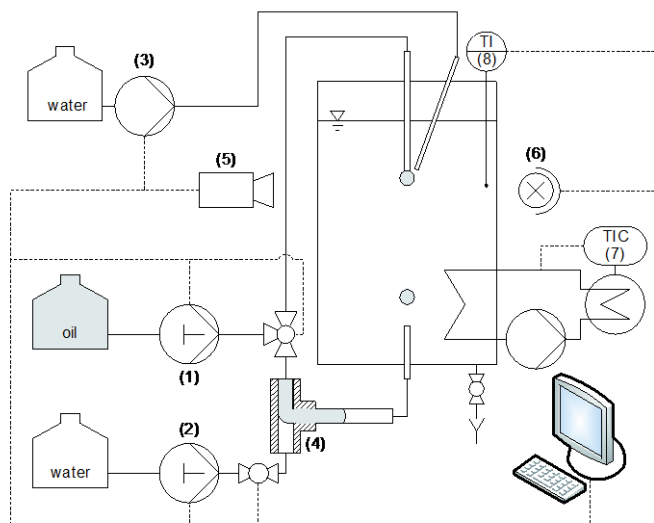 TI
(8)
(3)
water
(5)
(6)
TIC
(7)
oil
(1)
(2)
(4)
water